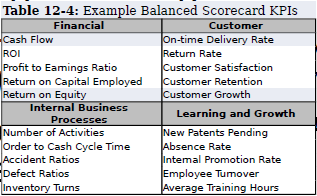 Table 12-4: Example Balanced Scorecard KPIs
Financial
Customer
Cash Flow
On-time Delivery Rate
ROI
Return Rate
Profit to Earnings Ratio
Customer Satisfaction
Return on Capital Employed
Customer Retention
Return on Equity
Customer Growth
Internal Business
Processes
Learning and Growth
Number of Activities
New Patents Pending
Order to Cash Cycle Time
Absence Rate
Accident Ratios
Internal Promotion Rate
Defect Ratios
Employee Turnover
Inventory Turns
Average Training Hours